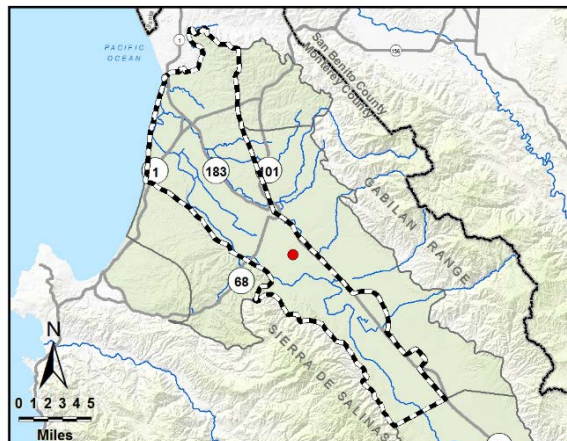 1
156
PACIFIC
OCEAN
San Benito County
Monterey County
183
101
1
GABILAN RANGE
68
SIERRA DE SALINAS
N
0 1 2 3 4 5
Miles